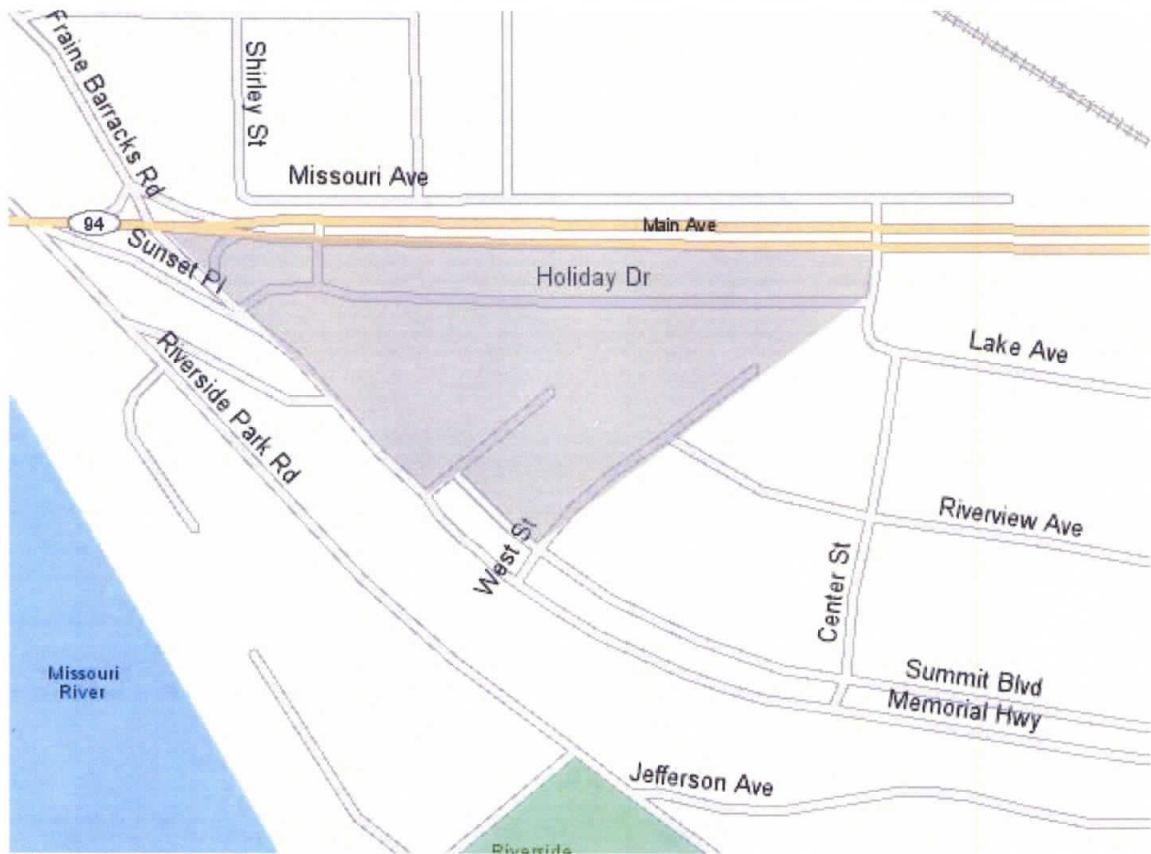 Fraine Barracks Rd
Shirley St
Missouri Ave
94
Main Ave
Sunset Pl
Holiday Dr
Lake Ave
Riverside Park Rd
Riverview Ave
West St
Center St
Missouri
River
Summit Blvd
Memorial Hwy
Jefferson Ave
Riverside